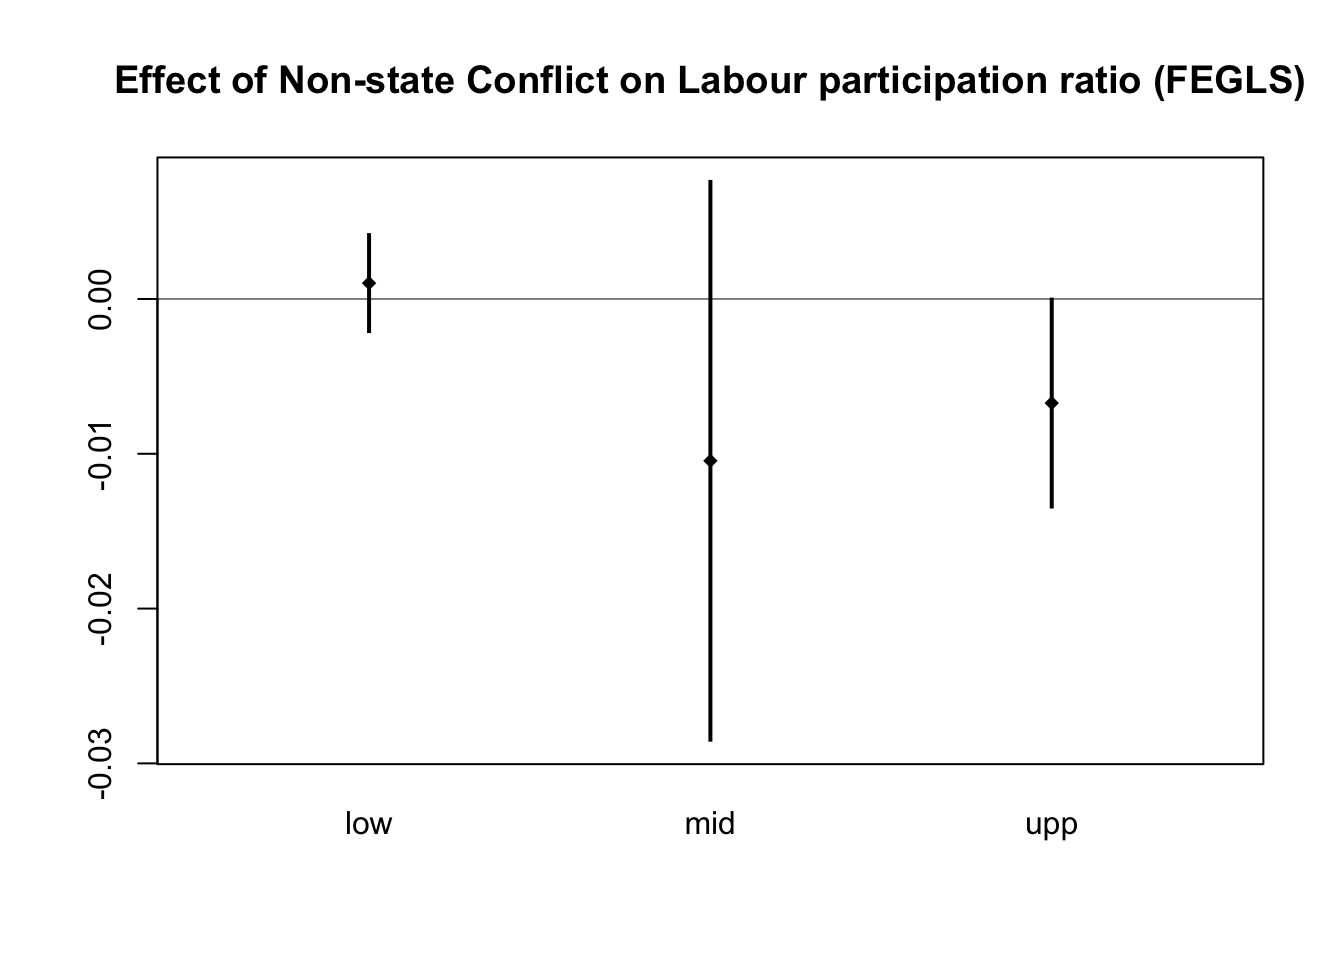 Effect of Non-state Conflict on Labour participation ratio (FEGLS)
0.00
-0.01
-0.02
-0.03
low mid upp